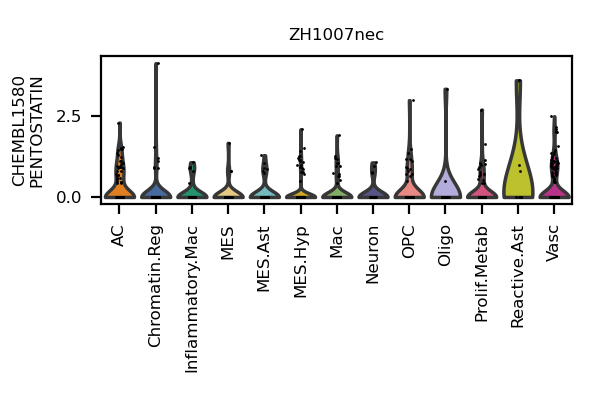 ZH1007nec
CHEMBL1580
PENTOSTATIN
2.5
0.0
AC
Chromatin.Reg
Inflammatory.Mac
MES
MES.Ast
MES.Hyp
Mac
Neuron
OPC
Oligo
Prolif.Metab
Reactive.Ast
Vasc